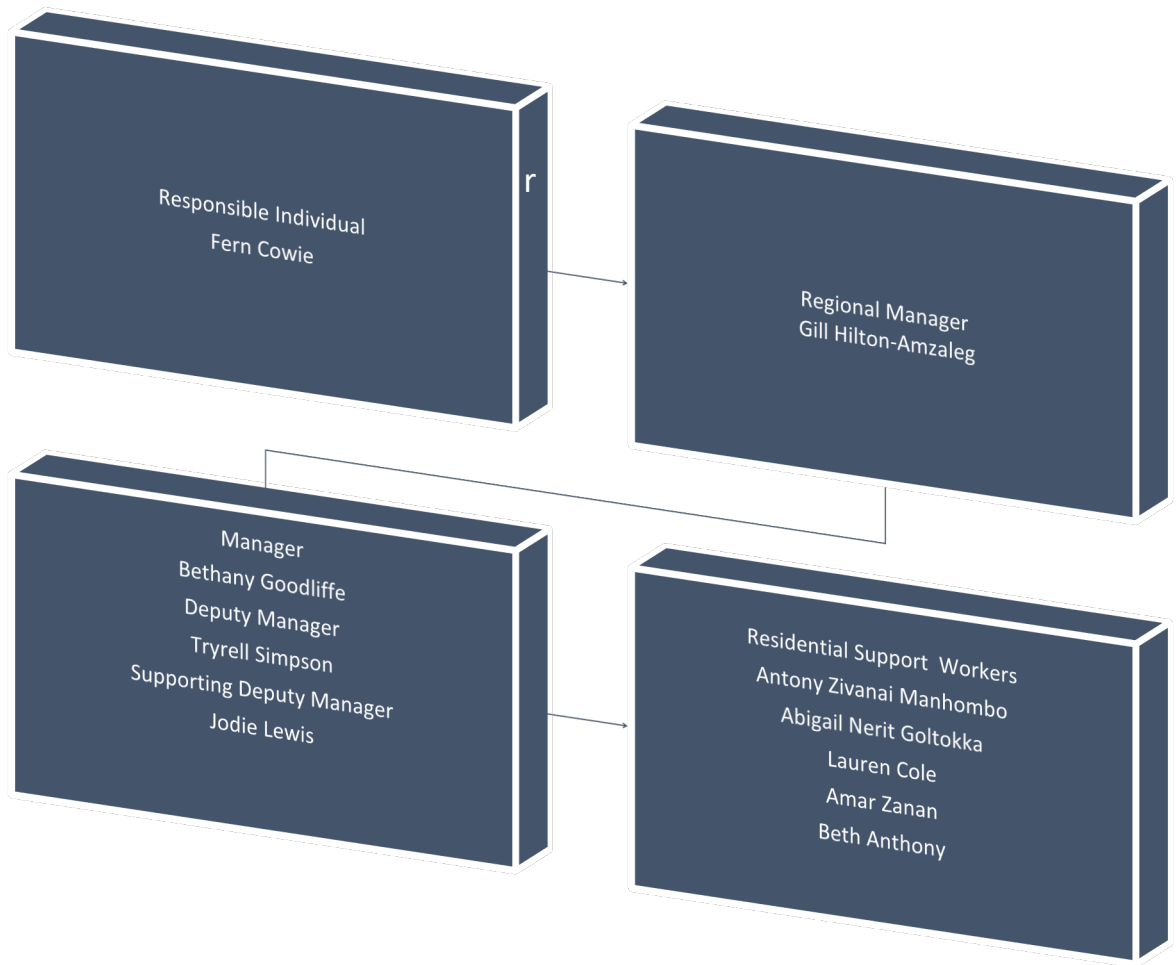 Responsible Individual
Fern Cowie
r
Regional Manager
Gill Hilton-Amzaleg
Manager
Bethany Goodliffe
Deputy Manager
Tryrell Simpson
Supporting Deputy Manager
Jodie Lewis
Residential Support  Workers
Antony Zivanai Manhombo
Abigail Nerit Goltokka
Lauren Cole
Amar Zanan
Beth Anthony